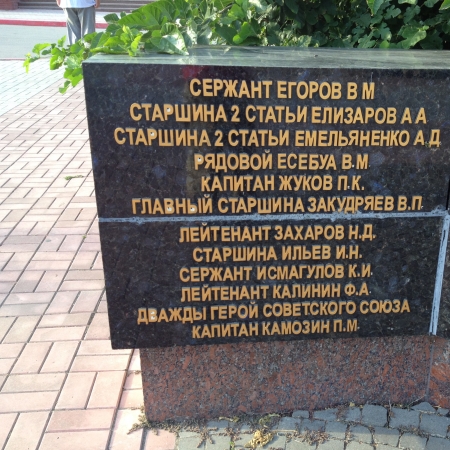 СЕРЖАНТ ЕГОРОВ В М
СТАРШИНА 2 СТАТЬИ ЕЛИЗАРОВ А А
СТАРШИНА 2 СТАТЬИ ЕМЕЛЬЯНЕНКО А.Д
РЯДОВОЙ ЕСЕБУА В.М.
КАПИТАН ЖУКОВ П.К.
ГЛАВНЫЙ СТАРШИНА ЗАКУДРЯЕВ В.П.
ЛЕЙТЕНАНТ ЗАХАРОВ Н.Д.
СТАРШИНА ИЛЬЕВ И.Н.
СЕРЖАНТ ИСМАГУЛОВ К.И.
ЛЕЙТЕНАНТ КАЛИНИН Ф.А.
ДВАЖДЫ ГЕРОЙ СОВЕТСКОГО СОЮЗА
КАПИТАН КАМОЗИН П.М.